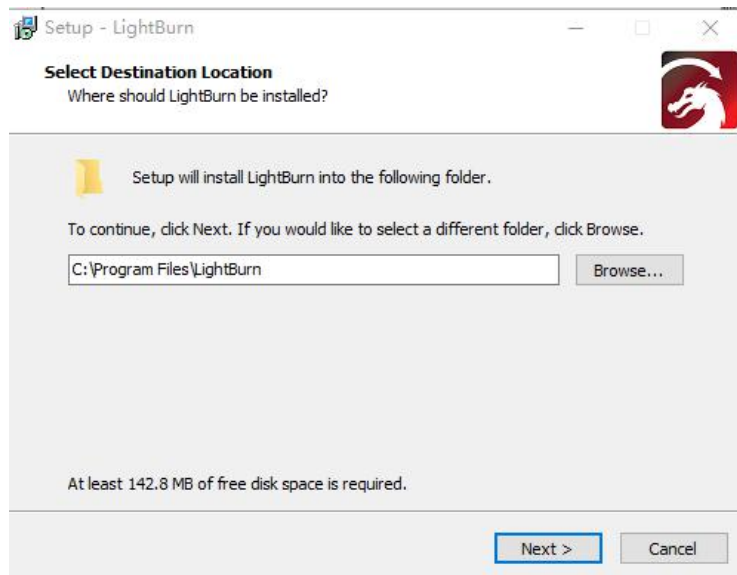 Setup - LightBurn
Select Destination Location
Where should LightBurn be installed?
Setup will install LightBurn into the following folder.
To continue, click Next. If you would like to select a different folder, click Browse.
C:\Program Files\LightBurn
Browse...
At least 142.8 MB of free disk space is required.
Next >
Cancel